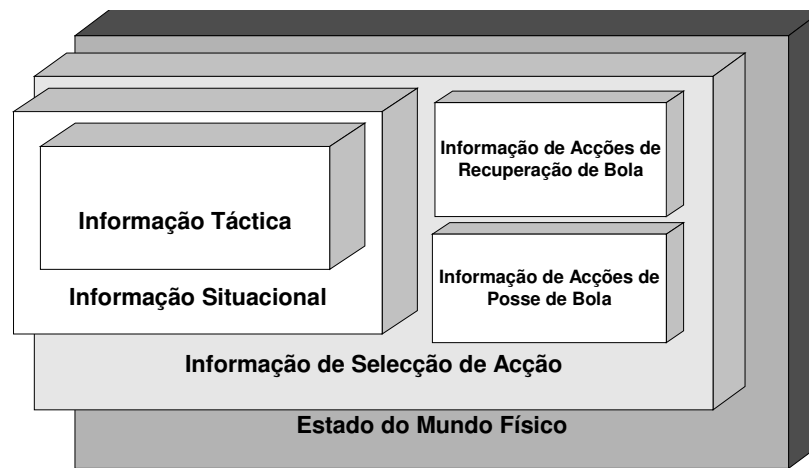 Informação Táctica
Informação Situacional
Informação de Acções de
Recuperação de Bola
Informação de Acções de
Posse de Bola
Informação de Selecção de Acção
Estado do Mundo Físico